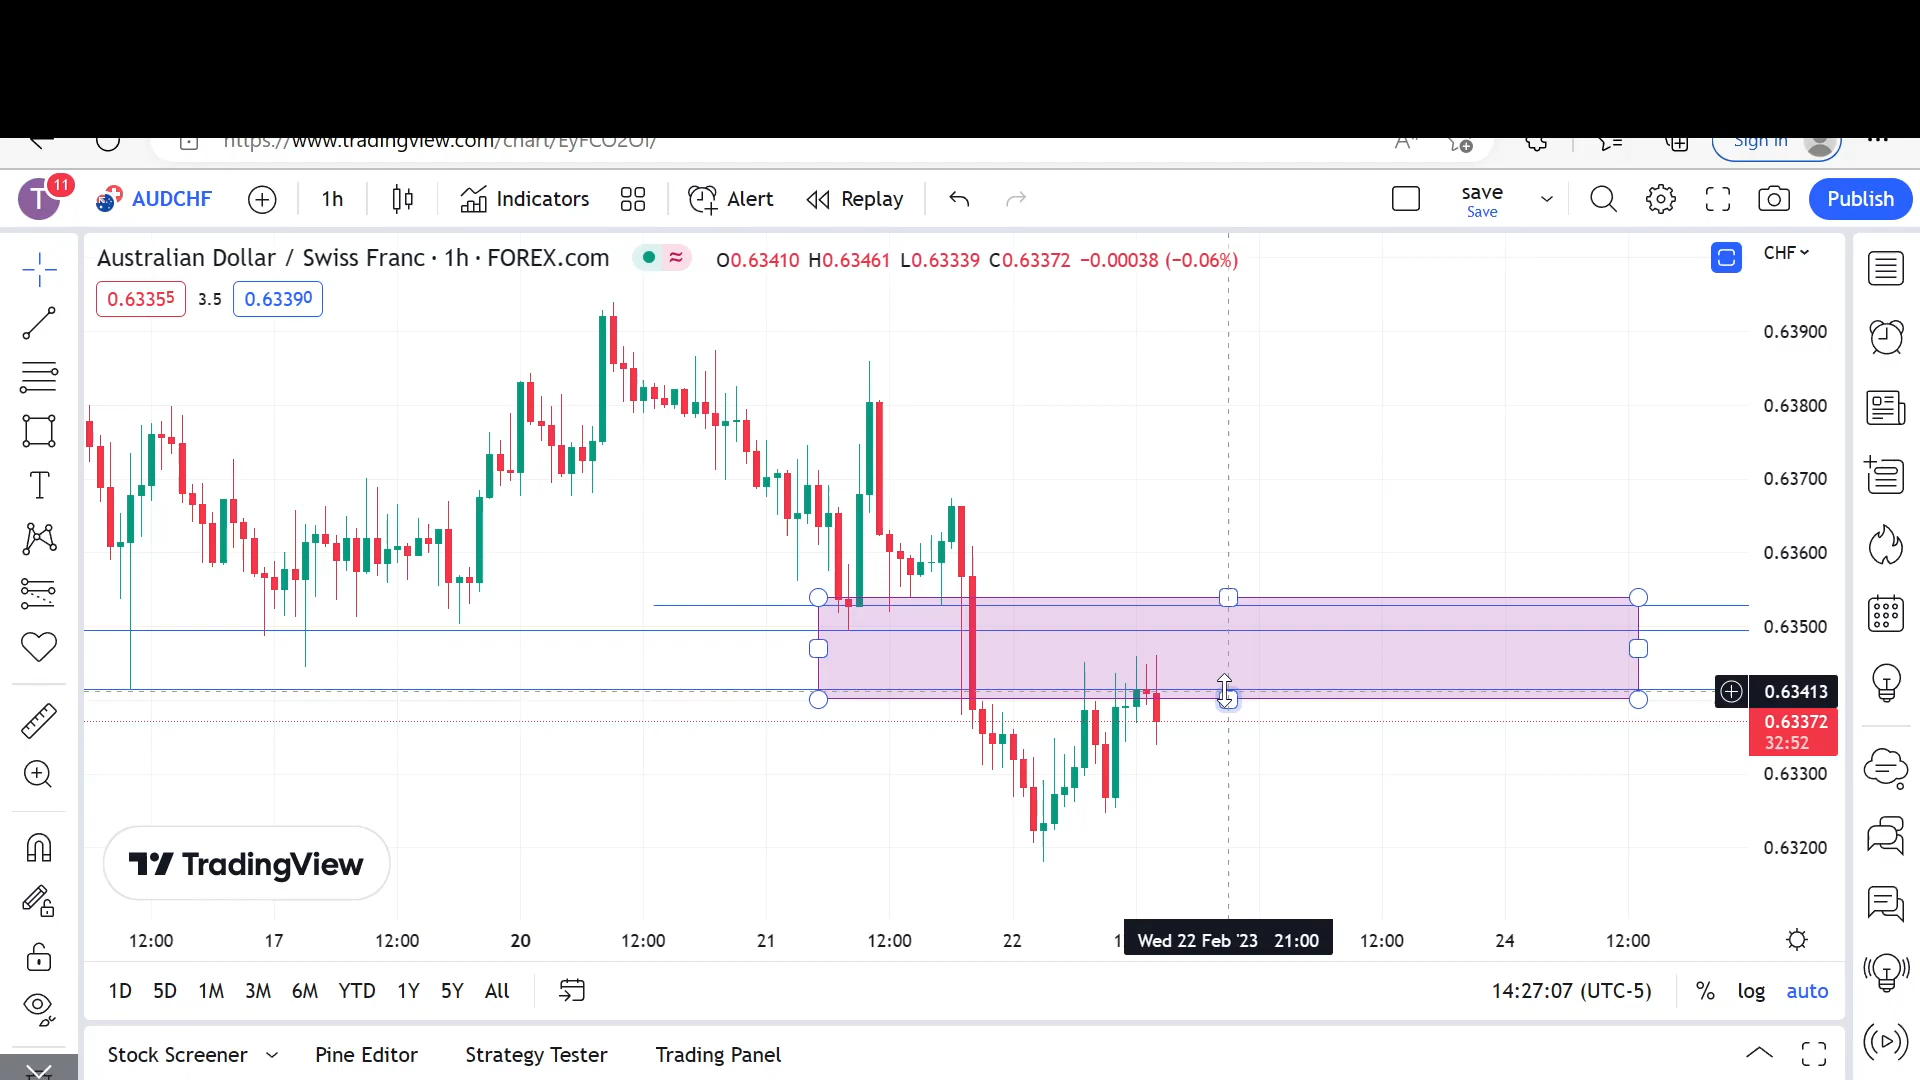 https://www.tradingview.com/chart/EyFCO2OI/
A
Sign in
T
11
AUDCHF
1h
Indicators
Alert
Replay
save
Save
Publish
Australian Dollar / Swiss Franc · 1h · FOREX.com
O0.63410 H0.63461 L0.63339 C0.63372 −0.00038 (−0.06%)
CHF
0.63355
3.5
0.63390
0.63900
0.63800
0.63700
0.63600
0.63500
0.63413
0.63372
32:52
0.63300
0.63200
TradingView
12:00 17 12:00 20 12:00 21 12:00 22 1 Wed 22 Feb '23 21:00 12:00 24 12:00
1D 5D 1M 3M 6M YTD 1Y 5Y All
14:27:07 (UTC-5) % log auto
Stock Screener Pine Editor Strategy Tester Trading Panel